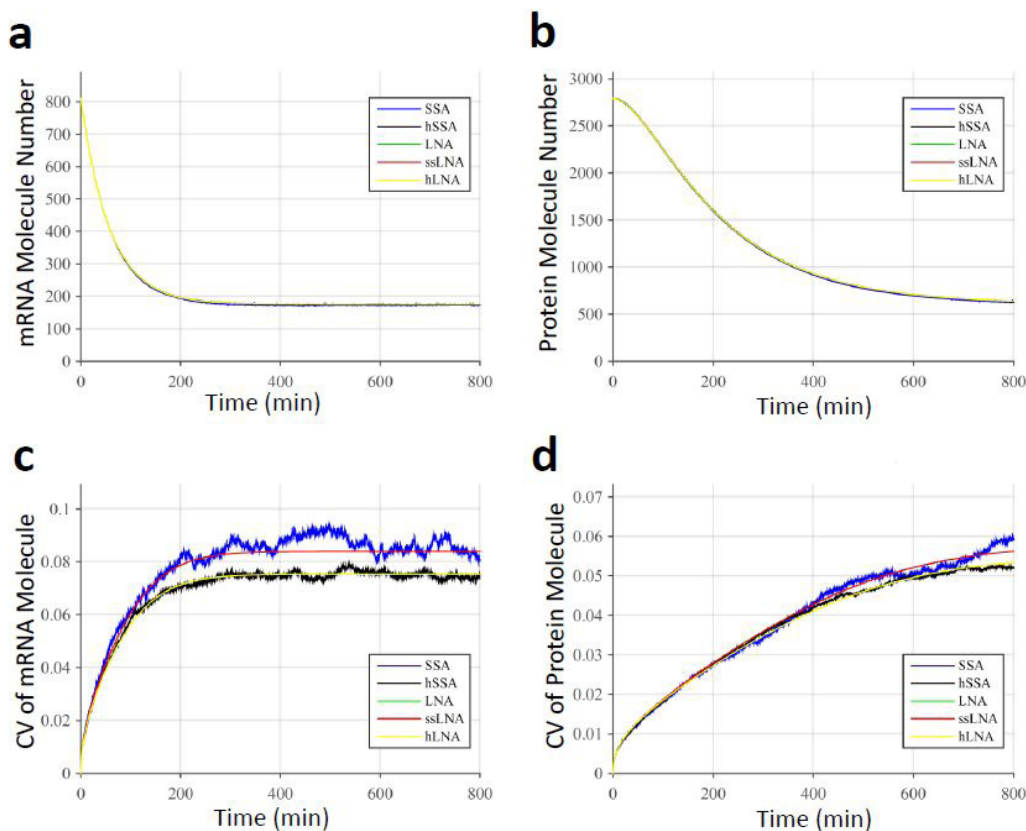 a
mRNA Molecule Number
800
700
600
500
400
300
200
100
0
0 200 400 600 800
Time (min)
SSA
hSSA
LNA
ssLNA
hLNA
b
Protein Molecule Number
3000
2500
2000
1500
1000
500
0
0 200 400 600 800
Time (min)
SSA
hSSA
LNA
ssLNA
hLNA
c
CV of mRNA Molecule
0.1
0.08
0.06
0.04
0.02
0
0 200 400 600 800
Time (min)
SSA
hSSA
LNA
ssLNA
hLNA
d
CV of Protein Molecule
0.07
0.06
0.05
0.04
0.03
0.02
0.01
0
0 200 400 600 800
Time (min)
SSA
hSSA
LNA
ssLNA
hLNA